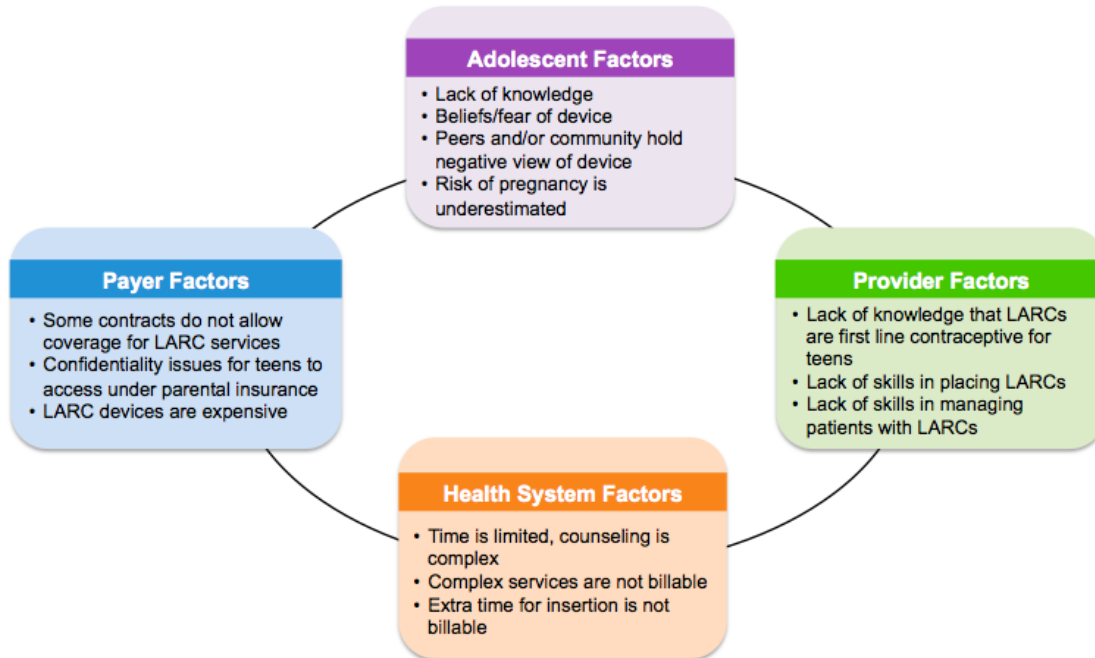 Adolescent Factors
• Lack of knowledge
• Beliefs/fear of device
• Peers and/or community hold
negative view of device
• Risk of pregnancy is
underestimated
Payer Factors
• Some contracts do not allow
coverage for LARC services
• Confidentiality issues for teens to
access under parental insurance
• LARC devices are expensive
Provider Factors
• Lack of knowledge that LARCs
are first line contraceptive for
teens
• Lack of skills in placing LARCs
• Lack of skills in managing
patients with LARCs
Health System Factors
• Time is limited, counseling is
complex
• Complex services are not billable
• Extra time for insertion is not
billable